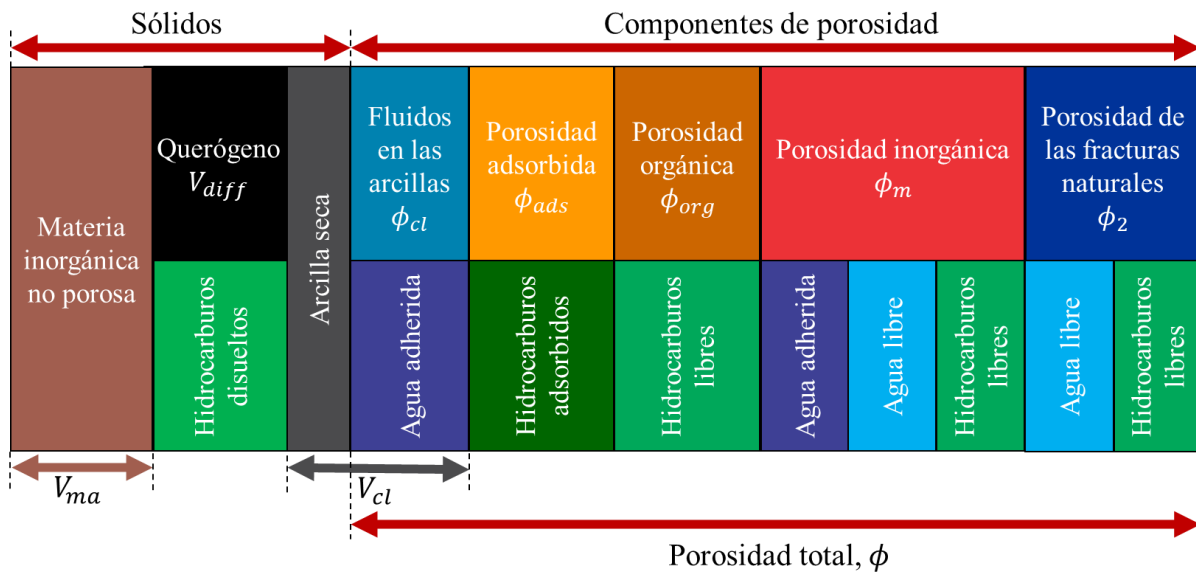 Sólidos
Componentes de porosidad
Materia
inorgánica
no porosa
Querógeno
V_diff
Hidrocarburos
disueltos
Arcilla seca
Fluidos
en las
arcillas
ϕ_cl
Agua adherida
Porosidad
adsorbida
ϕ_ads
Hidrocarburos
adsorbidos
Porosidad
orgánica
ϕ_org
Hidrocarburos
libres
Porosidad inorgánica
ϕ_m
Agua adherida
Agua libre
Hidrocarburos
libres
Porosidad de
las fracturas
naturales
ϕ_2
Agua libre
Hidrocarburos
libres
V_ma
V_cl
Porosidad total, ϕ